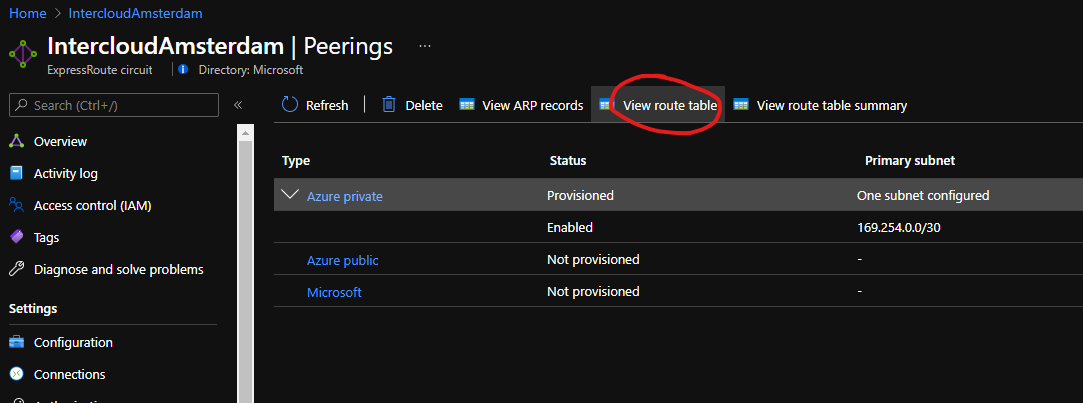 Home > IntercloudAmsterdam
IntercloudAmsterdam | Peerings ...
ExpressRoute circuit | Directory: Microsoft
Search (Ctrl+/) «
Overview
Activity log
Access control (IAM)
Tags
Diagnose and solve problems
Settings
Configuration
Connections
Refresh | Delete View ARP records View route table View route table summary
Type Status Primary subnet
Azure private Provisioned One subnet configured
Enabled 169.254.0.0/30
Azure public Not provisioned -
Microsoft Not provisioned -